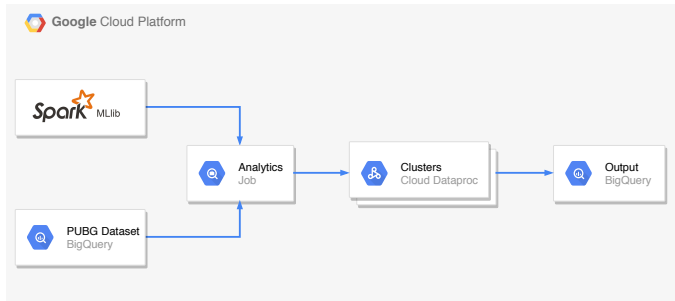 Google Cloud Platform
Spark MLlib
Analytics
Job
Clusters
Cloud Dataproc
Output
BigQuery
PUBG Dataset
BigQuery